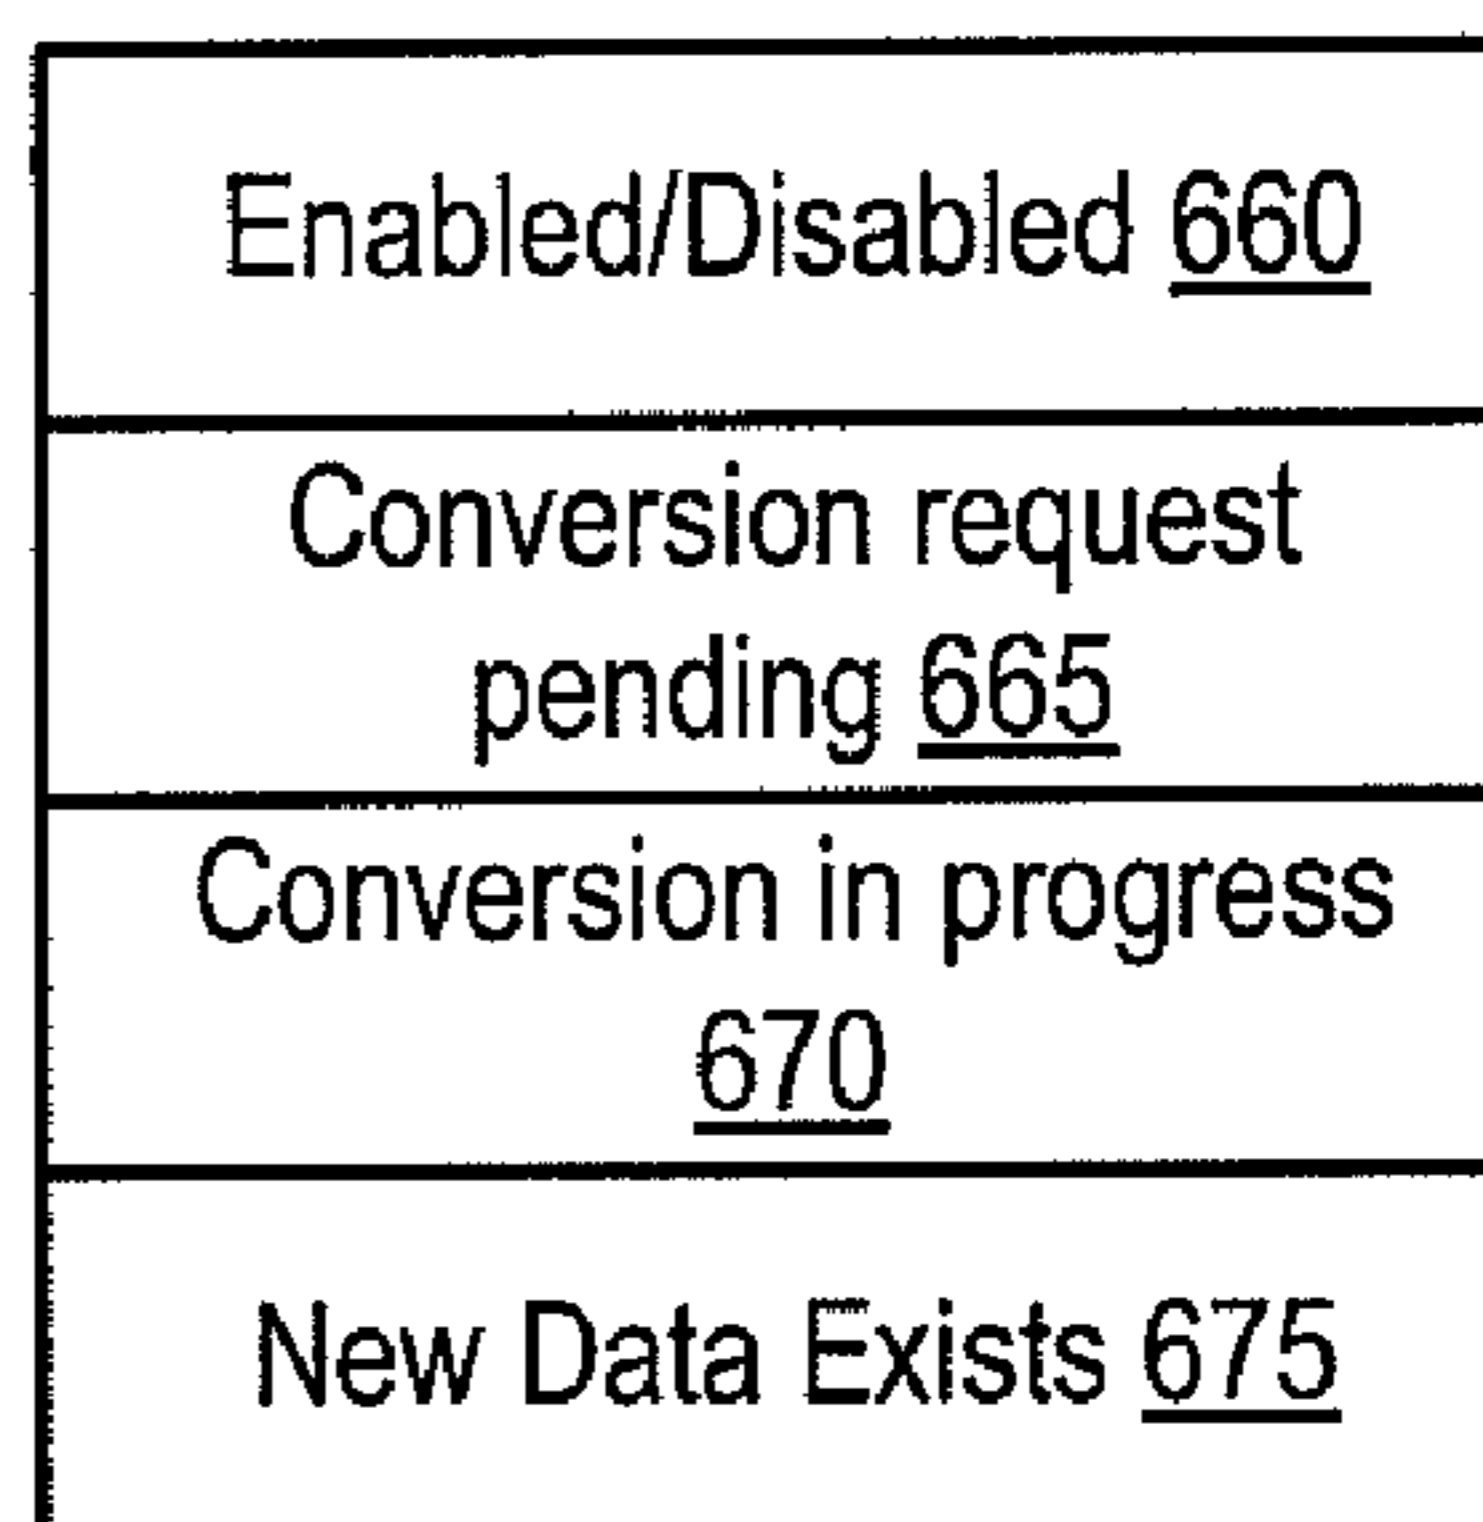 Enabled/Disabled 660
Conversion request
pending 665
Conversion in progress
670
New Data Exists 675